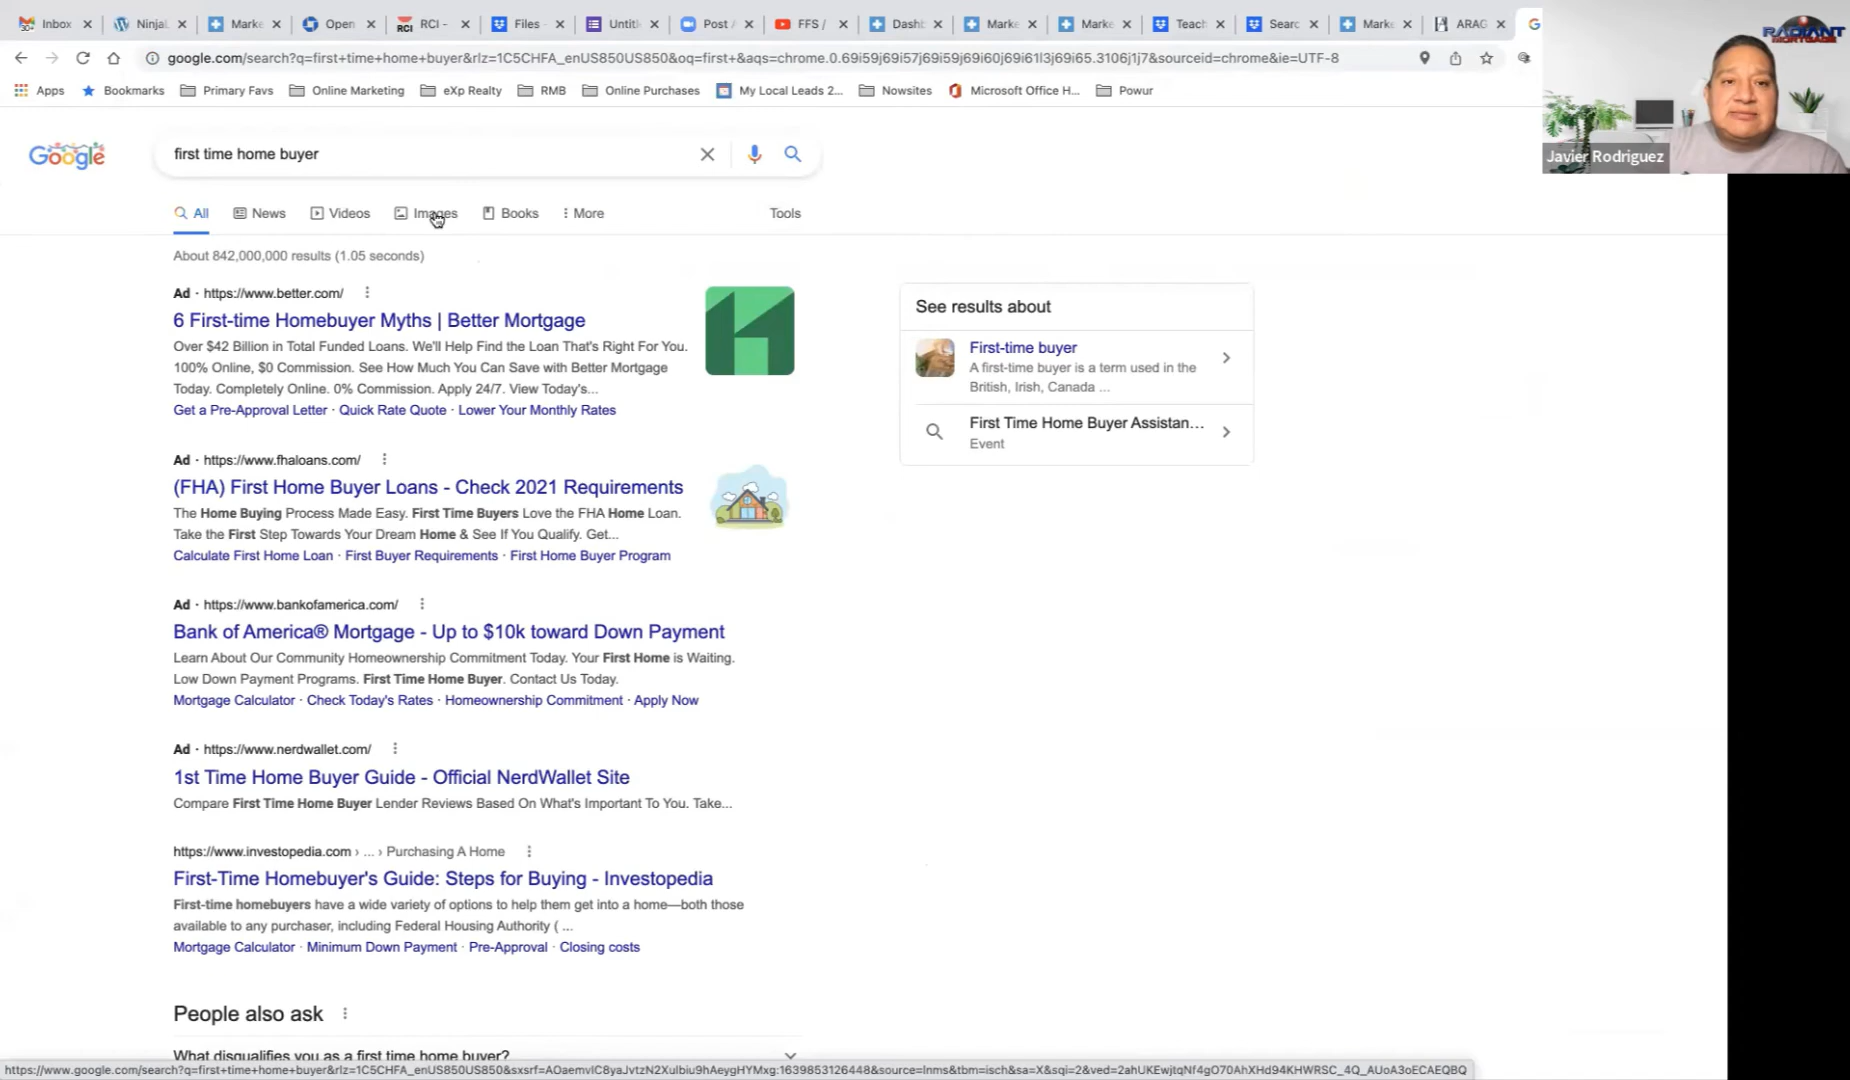 Inbox
Ninja
Marke
Open
RCI RCI -
Files -
Untitl
Post /
FFS /
Dashb
Marke
Marke
Teach
Searc
Marke
ARAG
google.com/search?q=first+time+home+buyer&rlz=1C5CHFA_enUS850US850&oq=first+&aqs=chrome.0.69i59j69i57j69i59j69i60j69i61l3j69i65.3106j1j7&sourceid=chrome&ie=UTF-8
Apps
Bookmarks
Primary Favs
Online Marketing
eXp Realty
RMB
Online Purchases
My Local Leads 2...
Nowsites
Microsoft Office H...
Powur
RADIANT
MORTGAGE
Javier Rodriguez
Google
first time home buyer
All
News
Videos
Images
Books
More
Tools
About 842,000,000 results (1.05 seconds)
Ad · https://www.better.com/
6 First-time Homebuyer Myths | Better Mortgage
Over $42 Billion in Total Funded Loans. We'll Help Find the Loan That's Right For You.
100% Online, $0 Commission. See How Much You Can Save with Better Mortgage
Today. Completely Online. 0% Commission. Apply 24/7. View Today's...
Get a Pre-Approval Letter · Quick Rate Quote · Lower Your Monthly Rates
Ad · https://www.fhaloans.com/
(FHA) First Home Buyer Loans - Check 2021 Requirements
The Home Buying Process Made Easy. First Time Buyers Love the FHA Home Loan.
Take the First Step Towards Your Dream Home & See If You Qualify. Get...
Calculate First Home Loan · First Buyer Requirements · First Home Buyer Program
Ad · https://www.bankofamerica.com/
Bank of America® Mortgage - Up to $10k toward Down Payment
Learn About Our Community Homeownership Commitment Today. Your First Home is Waiting.
Low Down Payment Programs. First Time Home Buyer. Contact Us Today.
Mortgage Calculator · Check Today's Rates · Homeownership Commitment · Apply Now
Ad · https://www.nerdwallet.com/
1st Time Home Buyer Guide - Official NerdWallet Site
Compare First Time Home Buyer Lender Reviews Based On What's Important To You. Take...
https://www.investopedia.com › ... › Purchasing A Home
First-Time Homebuyer's Guide: Steps for Buying - Investopedia
First-time homebuyers have a wide variety of options to help them get into a home—both those
available to any purchaser, including Federal Housing Authority ( ...
Mortgage Calculator · Minimum Down Payment · Pre-Approval · Closing costs
People also ask
What disqualifies you as a first time home buyer?
See results about
First-time buyer
A first-time buyer is a term used in the
British, Irish, Canada ...
First Time Home Buyer Assistan...
Event